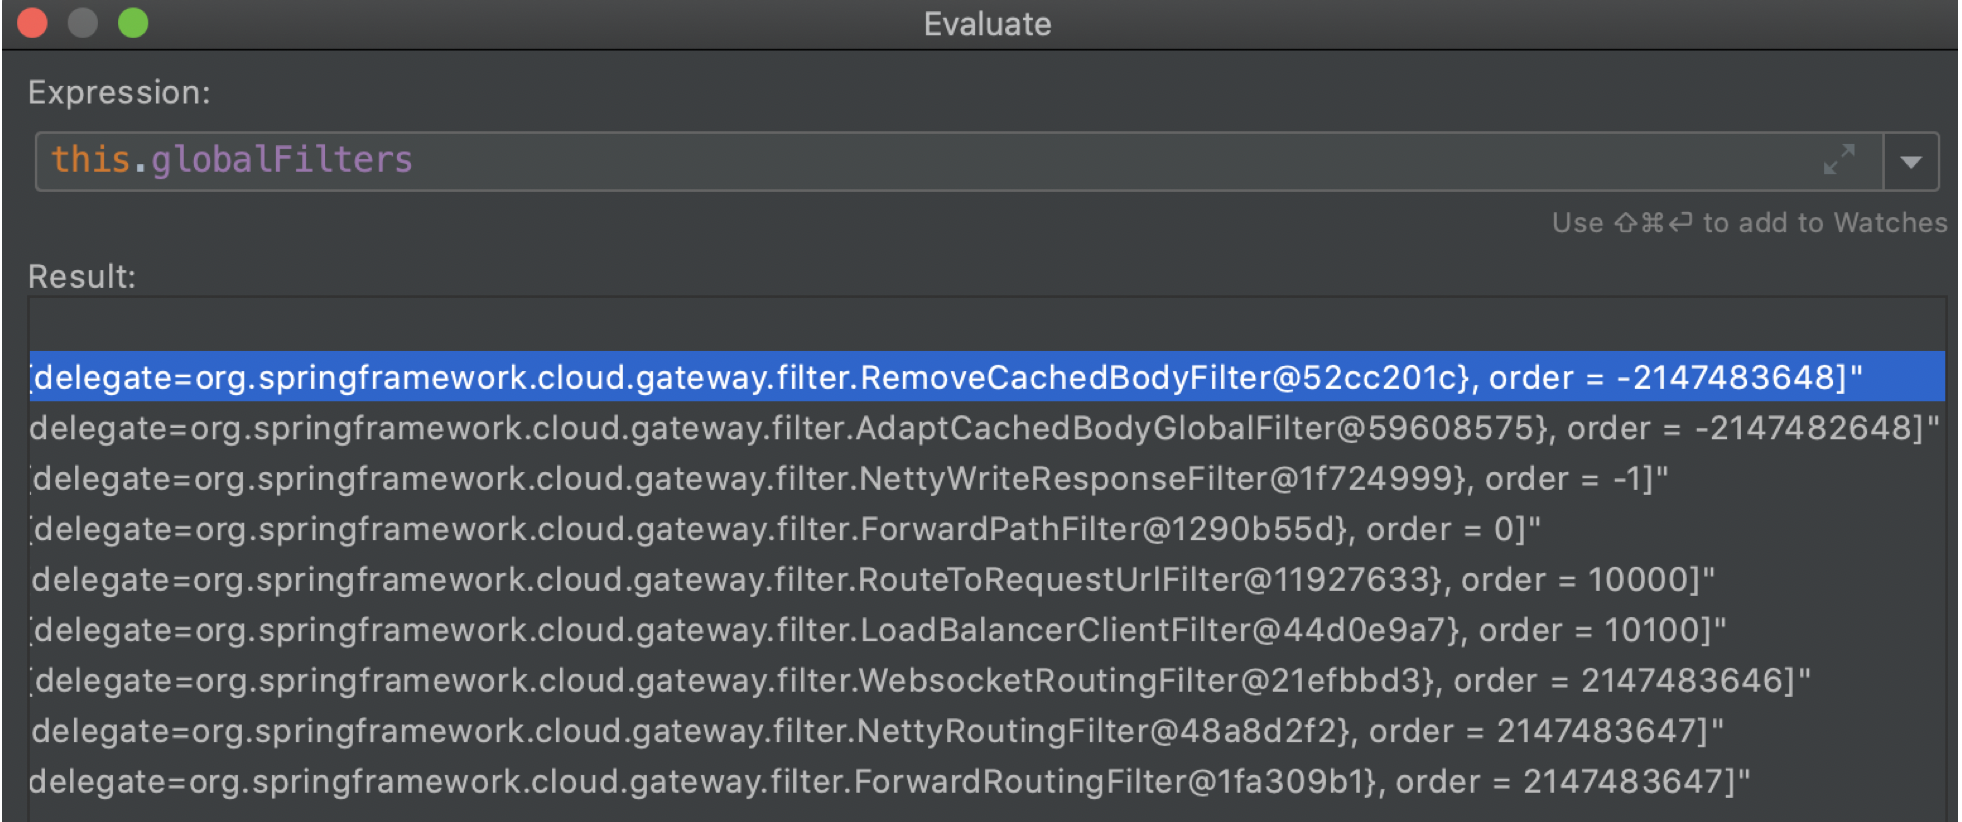 Evaluate
Expression:
this.globalFilters
Use ⇧⌘⏎ to add to Watches
Result:
{delegate=org.springframework.cloud.gateway.filter.RemoveCachedBodyFilter@52cc201c}, order = -2147483648]"
delegate=org.springframework.cloud.gateway.filter.AdaptCachedBodyGlobalFilter@59608575}, order = -2147482648]"
{delegate=org.springframework.cloud.gateway.filter.NettyWriteResponseFilter@1f724999}, order = -1]"
{delegate=org.springframework.cloud.gateway.filter.ForwardPathFilter@1290b55d}, order = 0]"
delegate=org.springframework.cloud.gateway.filter.RouteToRequestUrlFilter@11927633}, order = 10000]"
{delegate=org.springframework.cloud.gateway.filter.LoadBalancerClientFilter@44d0e9a7}, order = 10100]"
{delegate=org.springframework.cloud.gateway.filter.WebsocketRoutingFilter@21efbbd3}, order = 2147483646]"
delegate=org.springframework.cloud.gateway.filter.NettyRoutingFilter@48a8d2f2}, order = 2147483647]"
delegate=org.springframework.cloud.gateway.filter.ForwardRoutingFilter@1fa309b1}, order = 2147483647]"